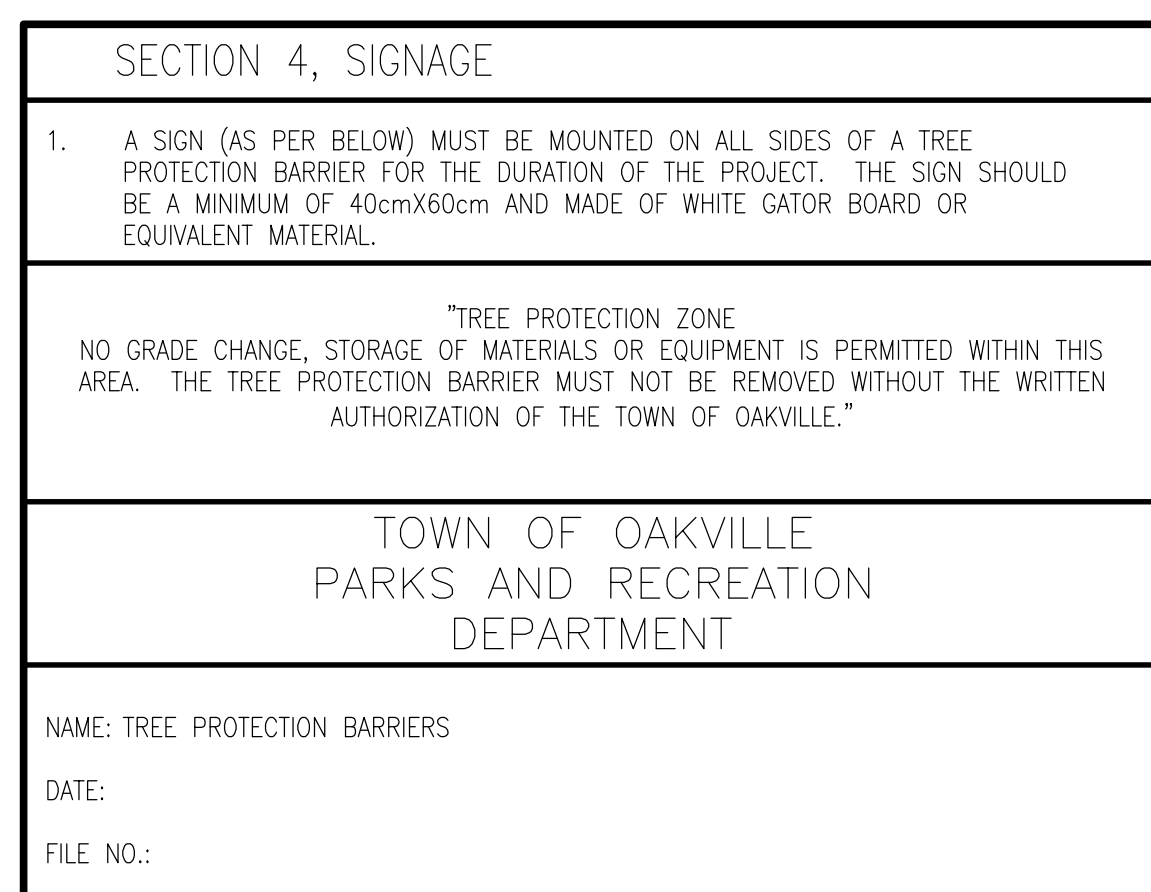 SECTION 4, SIGNAGE
1. A SIGN (AS PER BELOW) MUST BE MOUNTED ON ALL SIDES OF A TREE
PROTECTION BARRIER FOR THE DURATION OF THE PROJECT. THE SIGN SHOULD
BE A MINIMUM OF 40cmX60cm AND MADE OF WHITE GATOR BOARD OR
EQUIVALENT MATERIAL.
"TREE PROTECTION ZONE
NO GRADE CHANGE, STORAGE OF MATERIALS OR EQUIPMENT IS PERMITTED WITHIN THIS
AREA. THE TREE PROTECTION BARRIER MUST NOT BE REMOVED WITHOUT THE WRITTEN
AUTHORIZATION OF THE TOWN OF OAKVILLE."
TOWN OF OAKVILLE
PARKS AND RECREATION
DEPARTMENT
NAME: TREE PROTECTION BARRIERS
DATE:
FILE NO.: